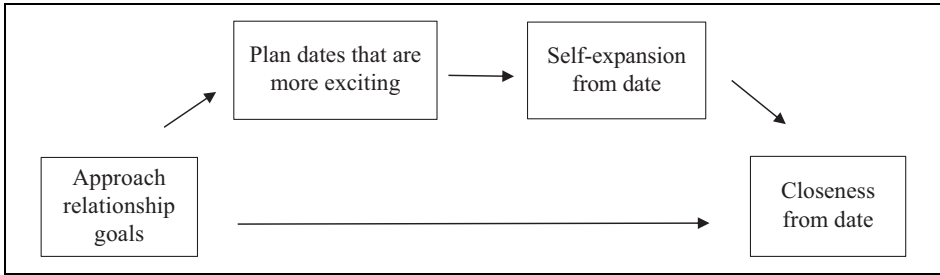 Plan dates that are
more exciting
Self-expansion
from date
Approach
relationship
goals
Closeness
from date